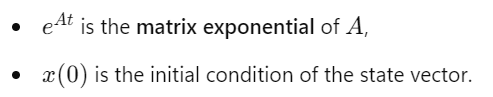 • e^{At} is the matrix exponential of A,
• x(0) is the initial condition of the state vector.